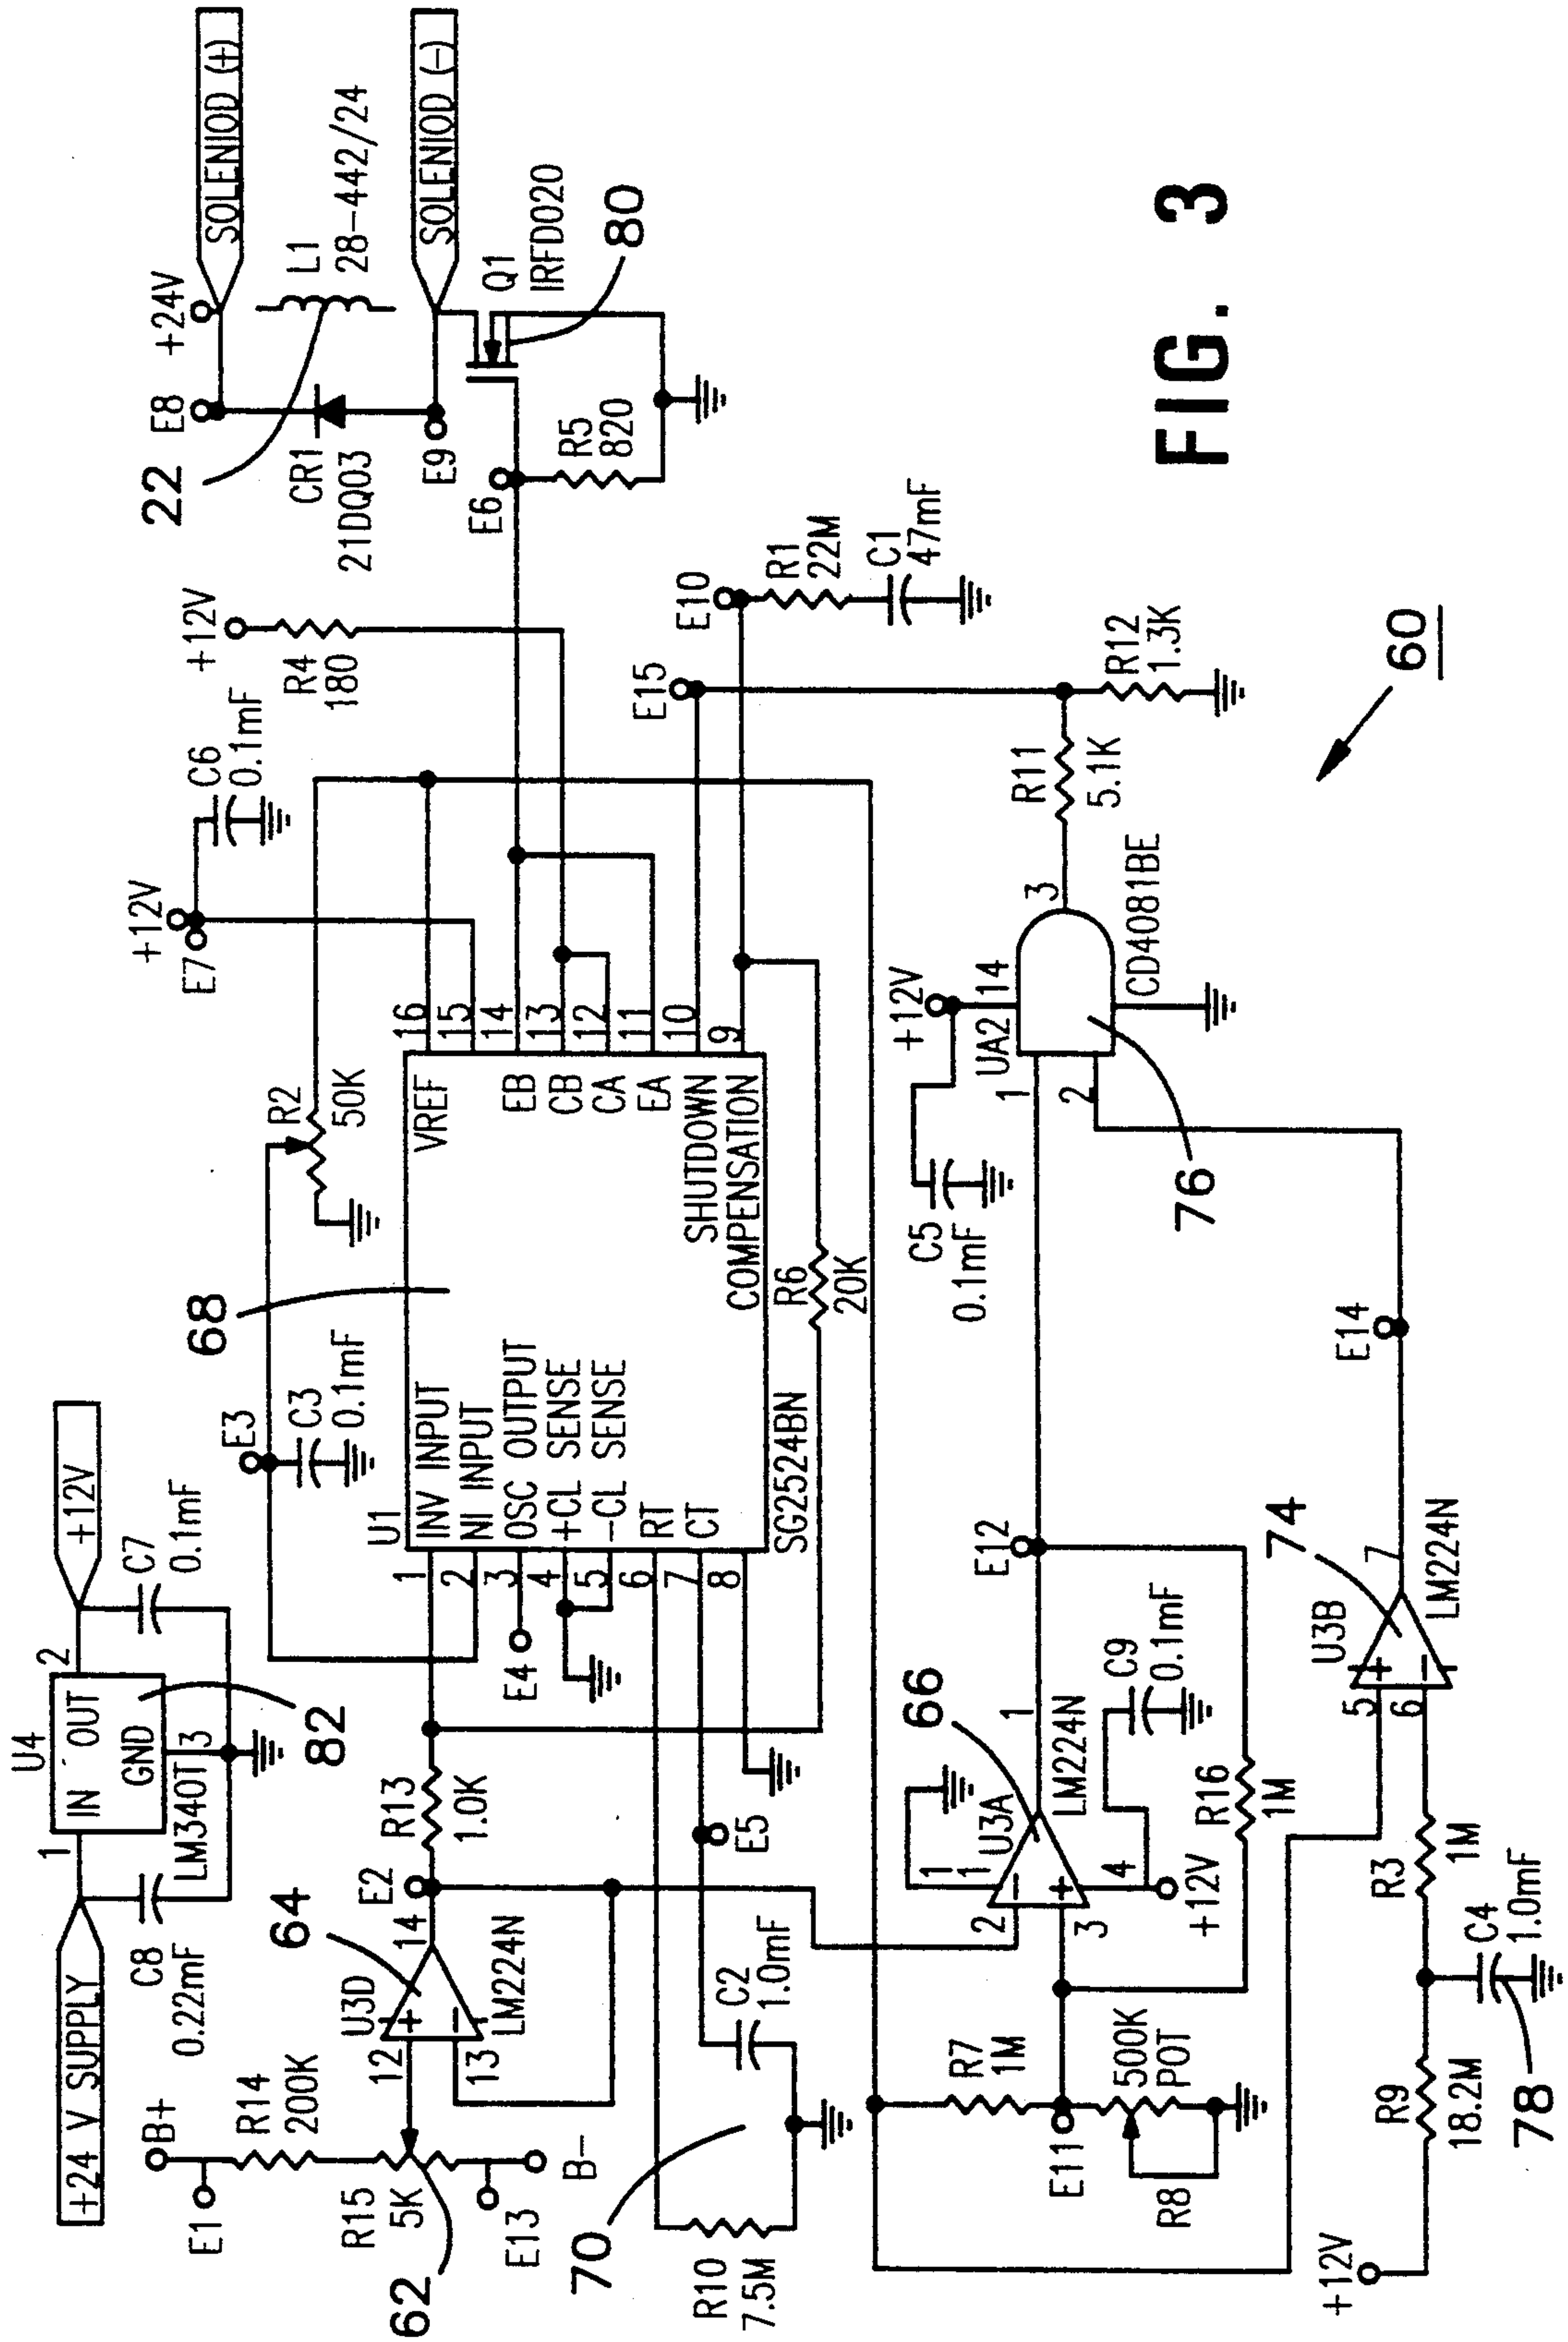 +24 V SUPPLY
1
U4
IN
OUT
GND
LM340T
3
2
+12V
C8
0.22mF
C7
0.1mF
82
B+
E1
R14
200K
R15
5K
62
E13
B-
U3D
12
13
14
64
LM224N
E2
R13
1.0K
E3
C3
0.1mF
68
R2
50K
+12V
E7
C6
0.1mF
+12V
R4
180
U1
INV INPUT
NI INPUT
OSC OUTPUT
+CL SENSE
-CL SENSE
RT
CT
SG2524BN
1
2
3
4
5
6
7
8
E4
VREF
EB
CB
CA
EA
SHUTDOWN
COMPENSATION
16
15
14
13
12
11
10
9
R6
20K
E5
C2
1.0mF
70
R10
7.5M
22
E8
+24V
SOLENIOD (+)
CR1
21DQ03
L1
28-442/24
E9
SOLENIOD (-)
Q1
IRFD020
80
E6
R5
820
E15
E10
R1
22M
C1
47mF
R7
1M
E11
500K
POT
R8
U3A
1
1
2
3
4
1
66
LM224N
+12V
C9
0.1mF
R16
1M
E12
C5
0.1mF
+12V
UA2
14
1
2
3
76
CD4081BE
R11
5.1K
R12
1.3K
+12V
R9
18.2M
78
C4
1.0mF
R3
1M
U3B
5
6
7
74
LM224N
E14
60
FIG. 3